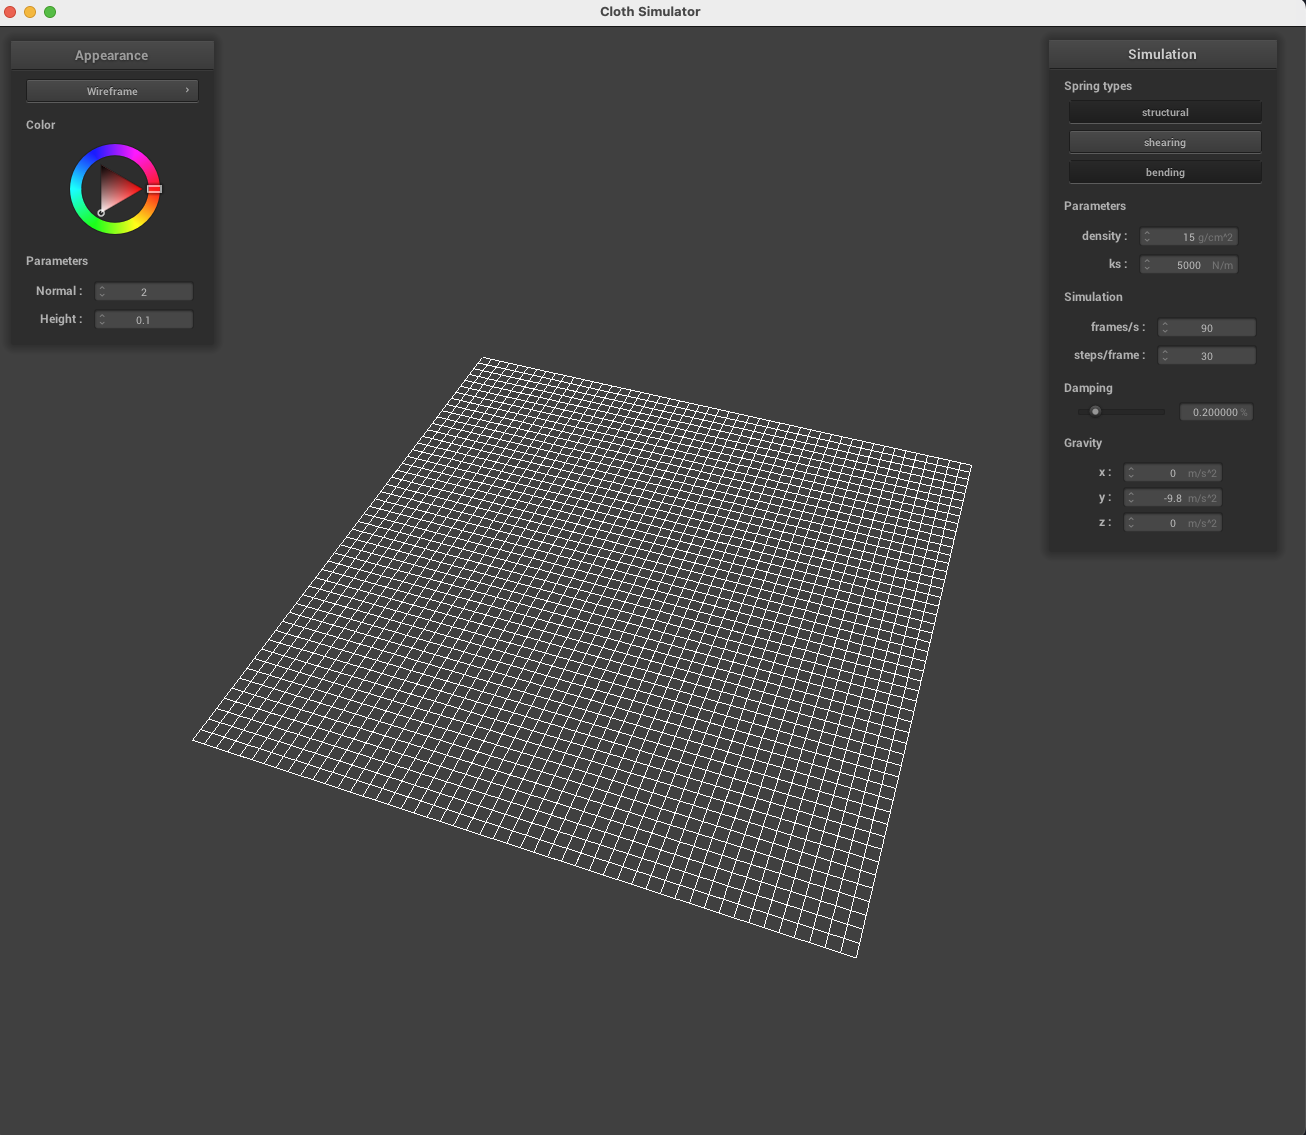 Cloth Simulator
Appearance
Wireframe ›
Color
Parameters
Normal : 2
Height : 0.1
Simulation
Spring types
structural
shearing
bending
Parameters
density : 15 g/cm^2
ks : 5000 N/m
Simulation
frames/s : 90
steps/frame : 30
Damping
0.200000 %
Gravity
x : 0 m/s^2
y : -9.8 m/s^2
z : 0 m/s^2